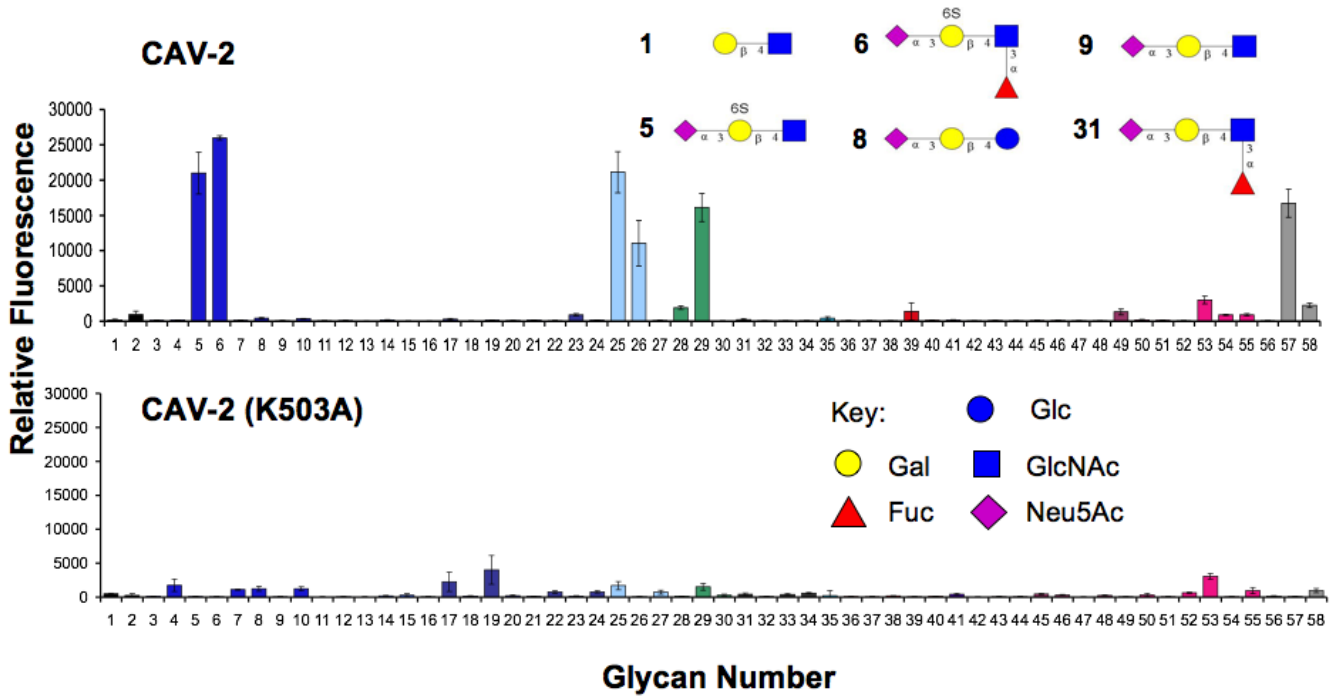 CAV-2
1
β 4
6
6S
α 3 β 4
3
α
9
α 3 β 4
5
6S
α 3 β 4
8
α 3 β 4
31
α 3 β 4
3
α
Relative Fluorescence
30000
25000
20000
15000
10000
5000
0
1 2 3 4 5 6 7 8 9 10 11 12 13 14 15 16 17 18 19 20 21 22 23 24 25 26 27 28 29 30 31 32 33 34 35 36 37 38 39 40 41 42 43 44 45 46 47 48 49 50 51 52 53 54 55 56 57 58
CAV-2 (K503A)
30000
25000
20000
15000
10000
5000
0
Key:
Glc
Gal
GlcNAc
Fuc
Neu5Ac
1 2 3 4 5 6 7 8 9 10 11 12 13 14 15 16 17 18 19 20 21 22 23 24 25 26 27 28 29 30 31 32 33 34 35 36 37 38 39 40 41 42 43 44 45 46 47 48 49 50 51 52 53 54 55 56 57 58
Glycan Number